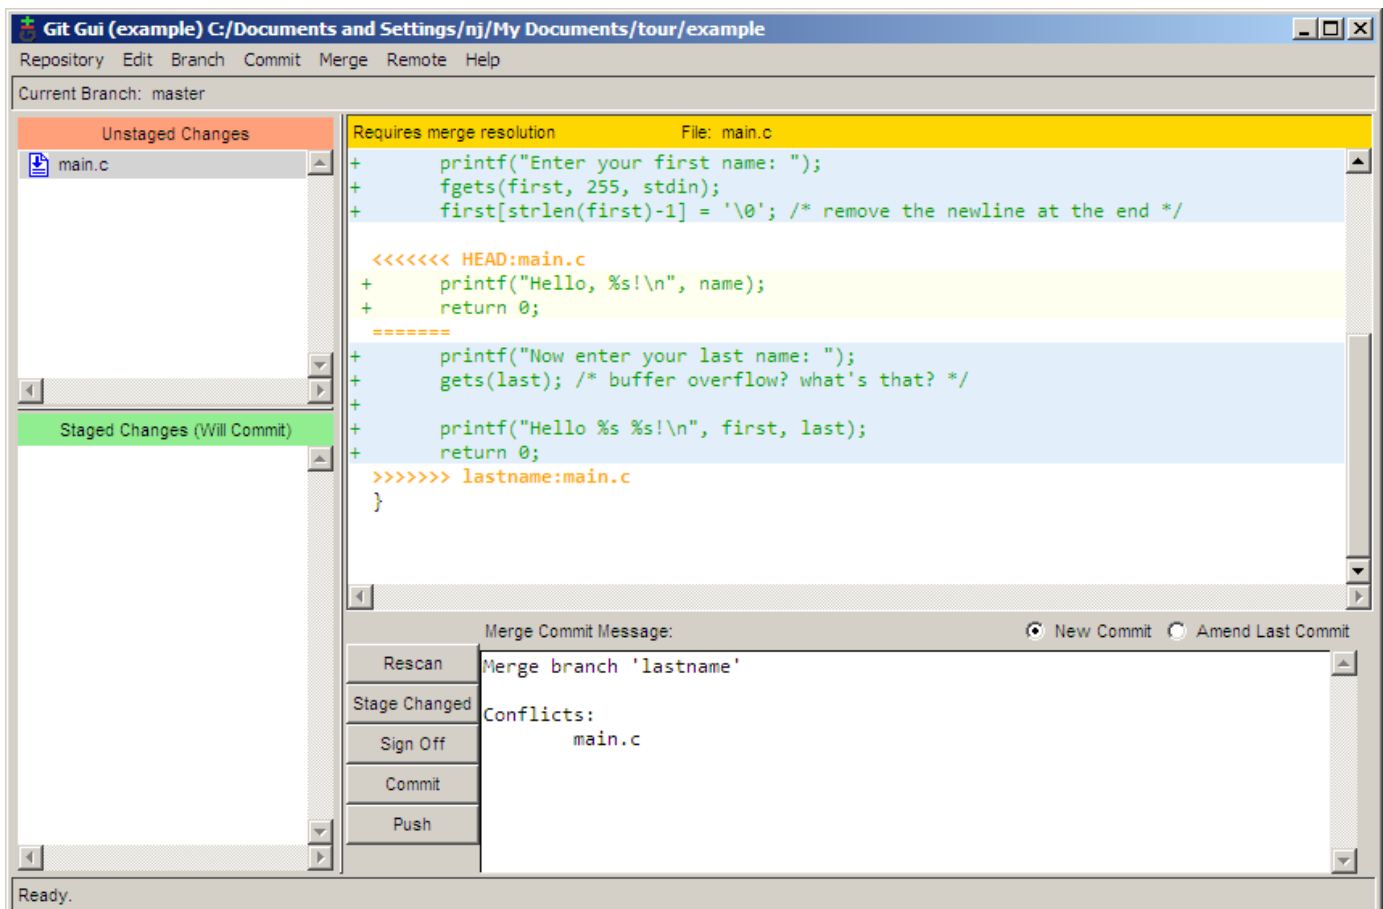 Git Gui (example) C:/Documents and Settings/nj/My Documents/tour/example
Repository Edit Branch Commit Merge Remote Help
Current Branch: master
Unstaged Changes
main.c
Staged Changes (Will Commit)
Requires merge resolution File: main.c
+ printf("Enter your first name: ");
+ fgets(first, 255, stdin);
+ first[strlen(first)-1] = '\0'; /* remove the newline at the end */
<<<<<<< HEAD:main.c
+ printf("Hello, %s!\n", name);
+ return 0;
=======
+ printf("Now enter your last name: ");
+ gets(last); /* buffer overflow? what's that? */
+
+ printf("Hello %s %s!\n", first, last);
+ return 0;
>>>>>>> lastname:main.c
}
Merge Commit Message: New Commit Amend Last Commit
Rescan
Stage Changed
Sign Off
Commit
Push
Merge branch 'lastname'
Conflicts:
main.c
Ready.